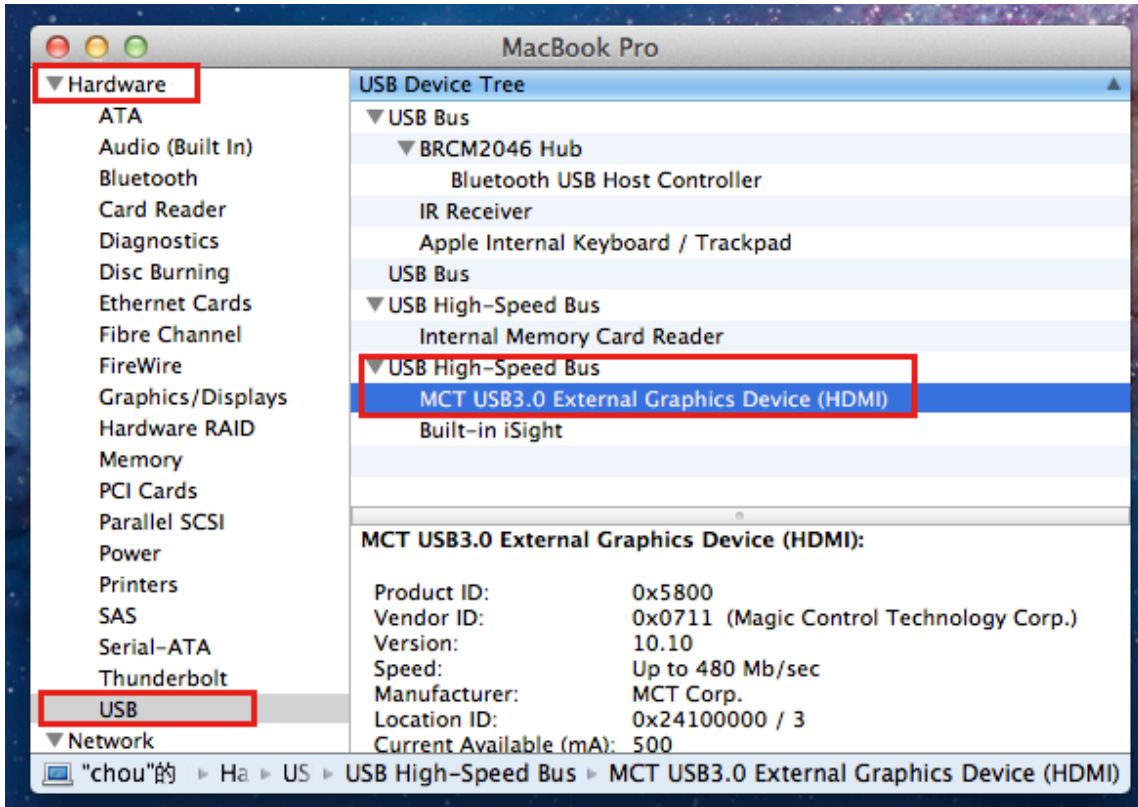 MacBook Pro
Hardware
ATA
Audio (Built In)
Bluetooth
Card Reader
Diagnostics
Disc Burning
Ethernet Cards
Fibre Channel
FireWire
Graphics/Displays
Hardware RAID
Memory
PCI Cards
Parallel SCSI
Power
Printers
SAS
Serial-ATA
Thunderbolt
USB
Network
USB Device Tree
USB Bus
BRCM2046 Hub
Bluetooth USB Host Controller
IR Receiver
Apple Internal Keyboard / Trackpad
USB Bus
USB High-Speed Bus
Internal Memory Card Reader
USB High-Speed Bus
MCT USB3.0 External Graphics Device (HDMI)
Built-in iSight
MCT USB3.0 External Graphics Device (HDMI):
Product ID: 0x5800
Vendor ID: 0x0711 (Magic Control Technology Corp.)
Version: 10.10
Speed: Up to 480 Mb/sec
Manufacturer: MCT Corp.
Location ID: 0x24100000 / 3
Current Available (mA): 500
"chou"的 ▸ Ha ▸ US ▸ USB High-Speed Bus ▸ MCT USB3.0 External Graphics Device (HDMI)